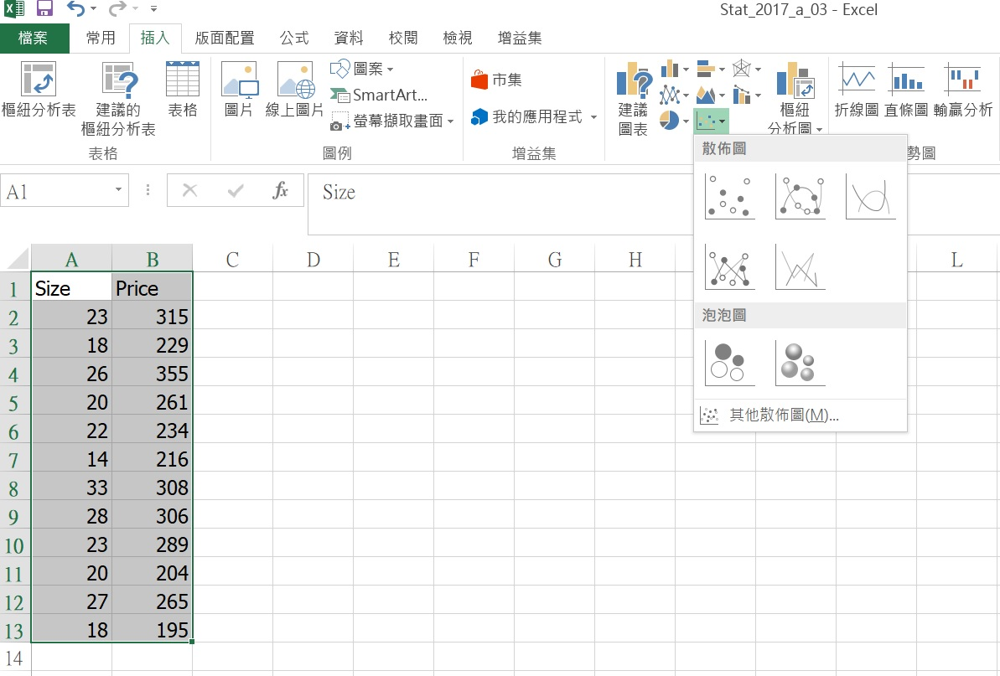 Stat_2017_a_03 - Excel
檔案 常用 插入 版面配置 公式 資料 校閱 檢視 增益集
樞紐分析表 建議的 樞紐分析表 表格
表格
圖片 線上圖片 圖案 SmartArt... 螢幕擷取畫面
圖例
市集
我的應用程式
增益集
建議 圖表
樞紐 分析圖
折線圖 直條圖 輸贏分析
勢圖
散佈圖
泡泡圖
其他散佈圖(M)...
A1 fx Size
A B C D E F G H L
1 Size Price
2 23 315
3 18 229
4 26 355
5 20 261
6 22 234
7 14 216
8 33 308
9 28 306
10 23 289
11 20 204
12 27 265
13 18 195
14